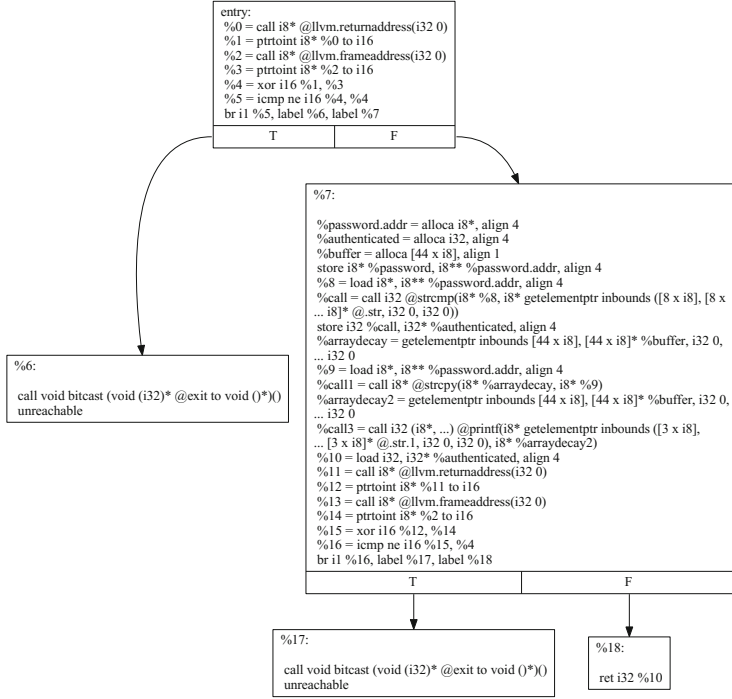 entry:
%0 = call i8* @llvm.returnaddress(i32 0)
%1 = ptrtoint i8* %0 to i16
%2 = call i8* @llvm.frameaddress(i32 0)
%3 = ptrtoint i8* %2 to i16
%4 = xor i16 %1, %3
%5 = icmp ne i16 %4, %4
br i1 %5, label %6, label %7
T F
%7:
%password.addr = alloca i8*, align 4
%authenticated = alloca i32, align 4
%buffer = alloca [44 x i8], align 1
store i8* %password, i8** %password.addr, align 4
%8 = load i8*, i8** %password.addr, align 4
%call = call i32 @strcmp(i8* %8, i8* getelementptr inbounds ([8 x i8], [8 x
... i8]* @.str, i32 0, i32 0))
store i32 %call, i32* %authenticated, align 4
%arraydecay = getelementptr inbounds [44 x i8], [44 x i8]* %buffer, i32 0,
... i32 0
%9 = load i8*, i8** %password.addr, align 4
%call1 = call i8* @strcpy(i8* %arraydecay, i8* %9)
%arraydecay2 = getelementptr inbounds [44 x i8], [44 x i8]* %buffer, i32 0,
... i32 0
%call3 = call i32 (i8*, ...) @printf(i8* getelementptr inbounds ([3 x i8],
... [3 x i8]* @.str.1, i32 0, i32 0), i8* %arraydecay2)
%10 = load i32, i32* %authenticated, align 4
%11 = call i8* @llvm.returnaddress(i32 0)
%12 = ptrtoint i8* %11 to i16
%13 = call i8* @llvm.frameaddress(i32 0)
%14 = ptrtoint i8* %2 to i16
%15 = xor i16 %12, %14
%16 = icmp ne i16 %15, %4
br i1 %16, label %17, label %18
T F
%6:
call void bitcast (void (i32)* @exit to void ()*)()
unreachable
%17:
call void bitcast (void (i32)* @exit to void ()*)()
unreachable
%18:
ret i32 %10